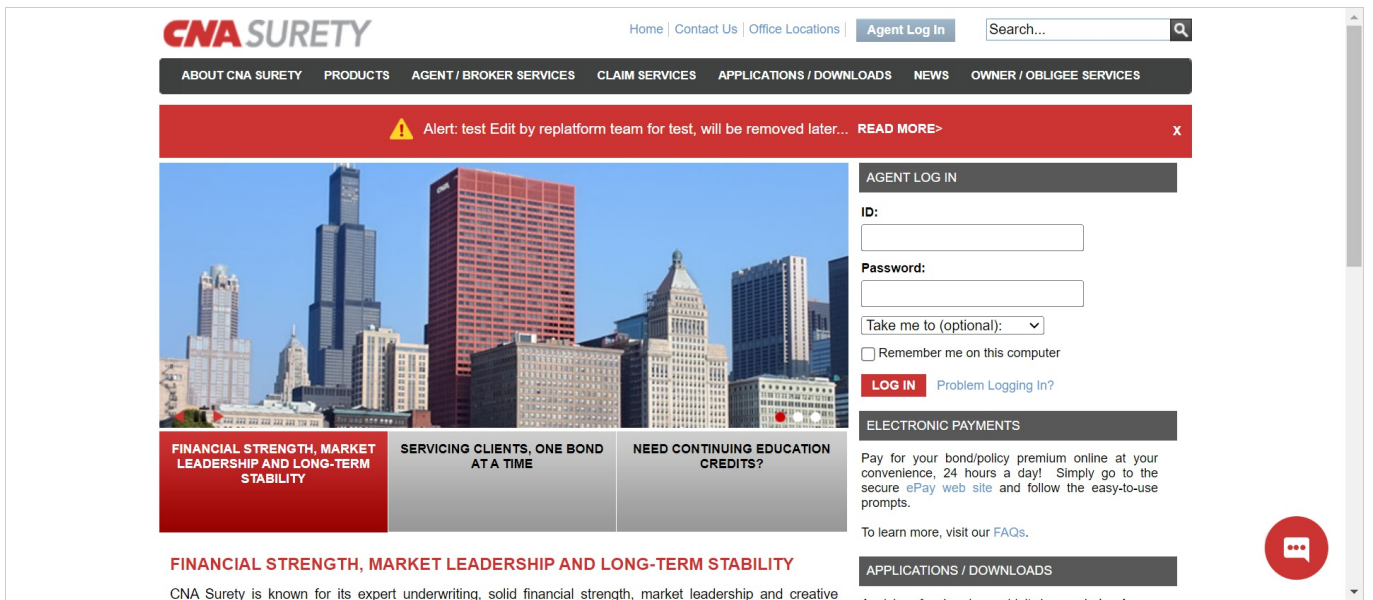 CNA SURETY
Home | Contact Us | Office Locations | Agent Log In
Search...
ABOUT CNA SURETY PRODUCTS AGENT / BROKER SERVICES CLAIM SERVICES APPLICATIONS / DOWNLOADS NEWS OWNER / OBLIGEE SERVICES
Alert: test Edit by replatform team for test, will be removed later... READ MORE> X
CNA
FINANCIAL STRENGTH, MARKET
LEADERSHIP AND LONG-TERM
STABILITY
SERVICING CLIENTS, ONE BOND
AT A TIME
NEED CONTINUING EDUCATION
CREDITS?
FINANCIAL STRENGTH, MARKET LEADERSHIP AND LONG-TERM STABILITY
CNA Surety is known for its expert underwriting, solid financial strength, market leadership and creative
AGENT LOG IN
ID:
Password:
Take me to (optional):
Remember me on this computer
LOG IN Problem Logging In?
ELECTRONIC PAYMENTS
Pay for your bond/policy premium online at your
convenience, 24 hours a day! Simply go to the
secure ePay web site and follow the easy-to-use
prompts.
To learn more, visit our FAQs.
APPLICATIONS / DOWNLOADS